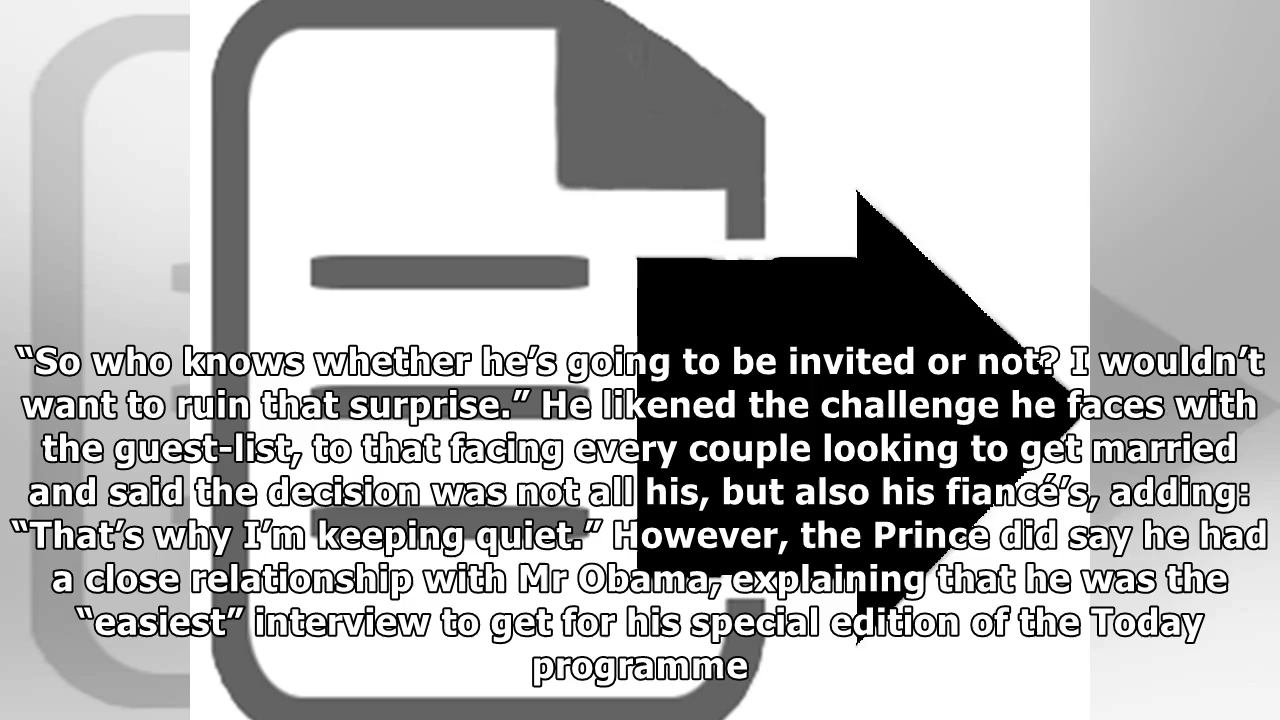 “So who knows whether he’s going to be invited or not? I wouldn’t
want to ruin that surprise.” He likened the challenge he faces with
the guest-list, to that facing every couple looking to get married
and said the decision was not all his, but also his fiancé’s, adding:
“That’s why I’m keeping quiet.” However, the Prince did say he had
a close relationship with Mr Obama, explaining that he was the
“easiest” interview to get for his special edition of the Today
programme